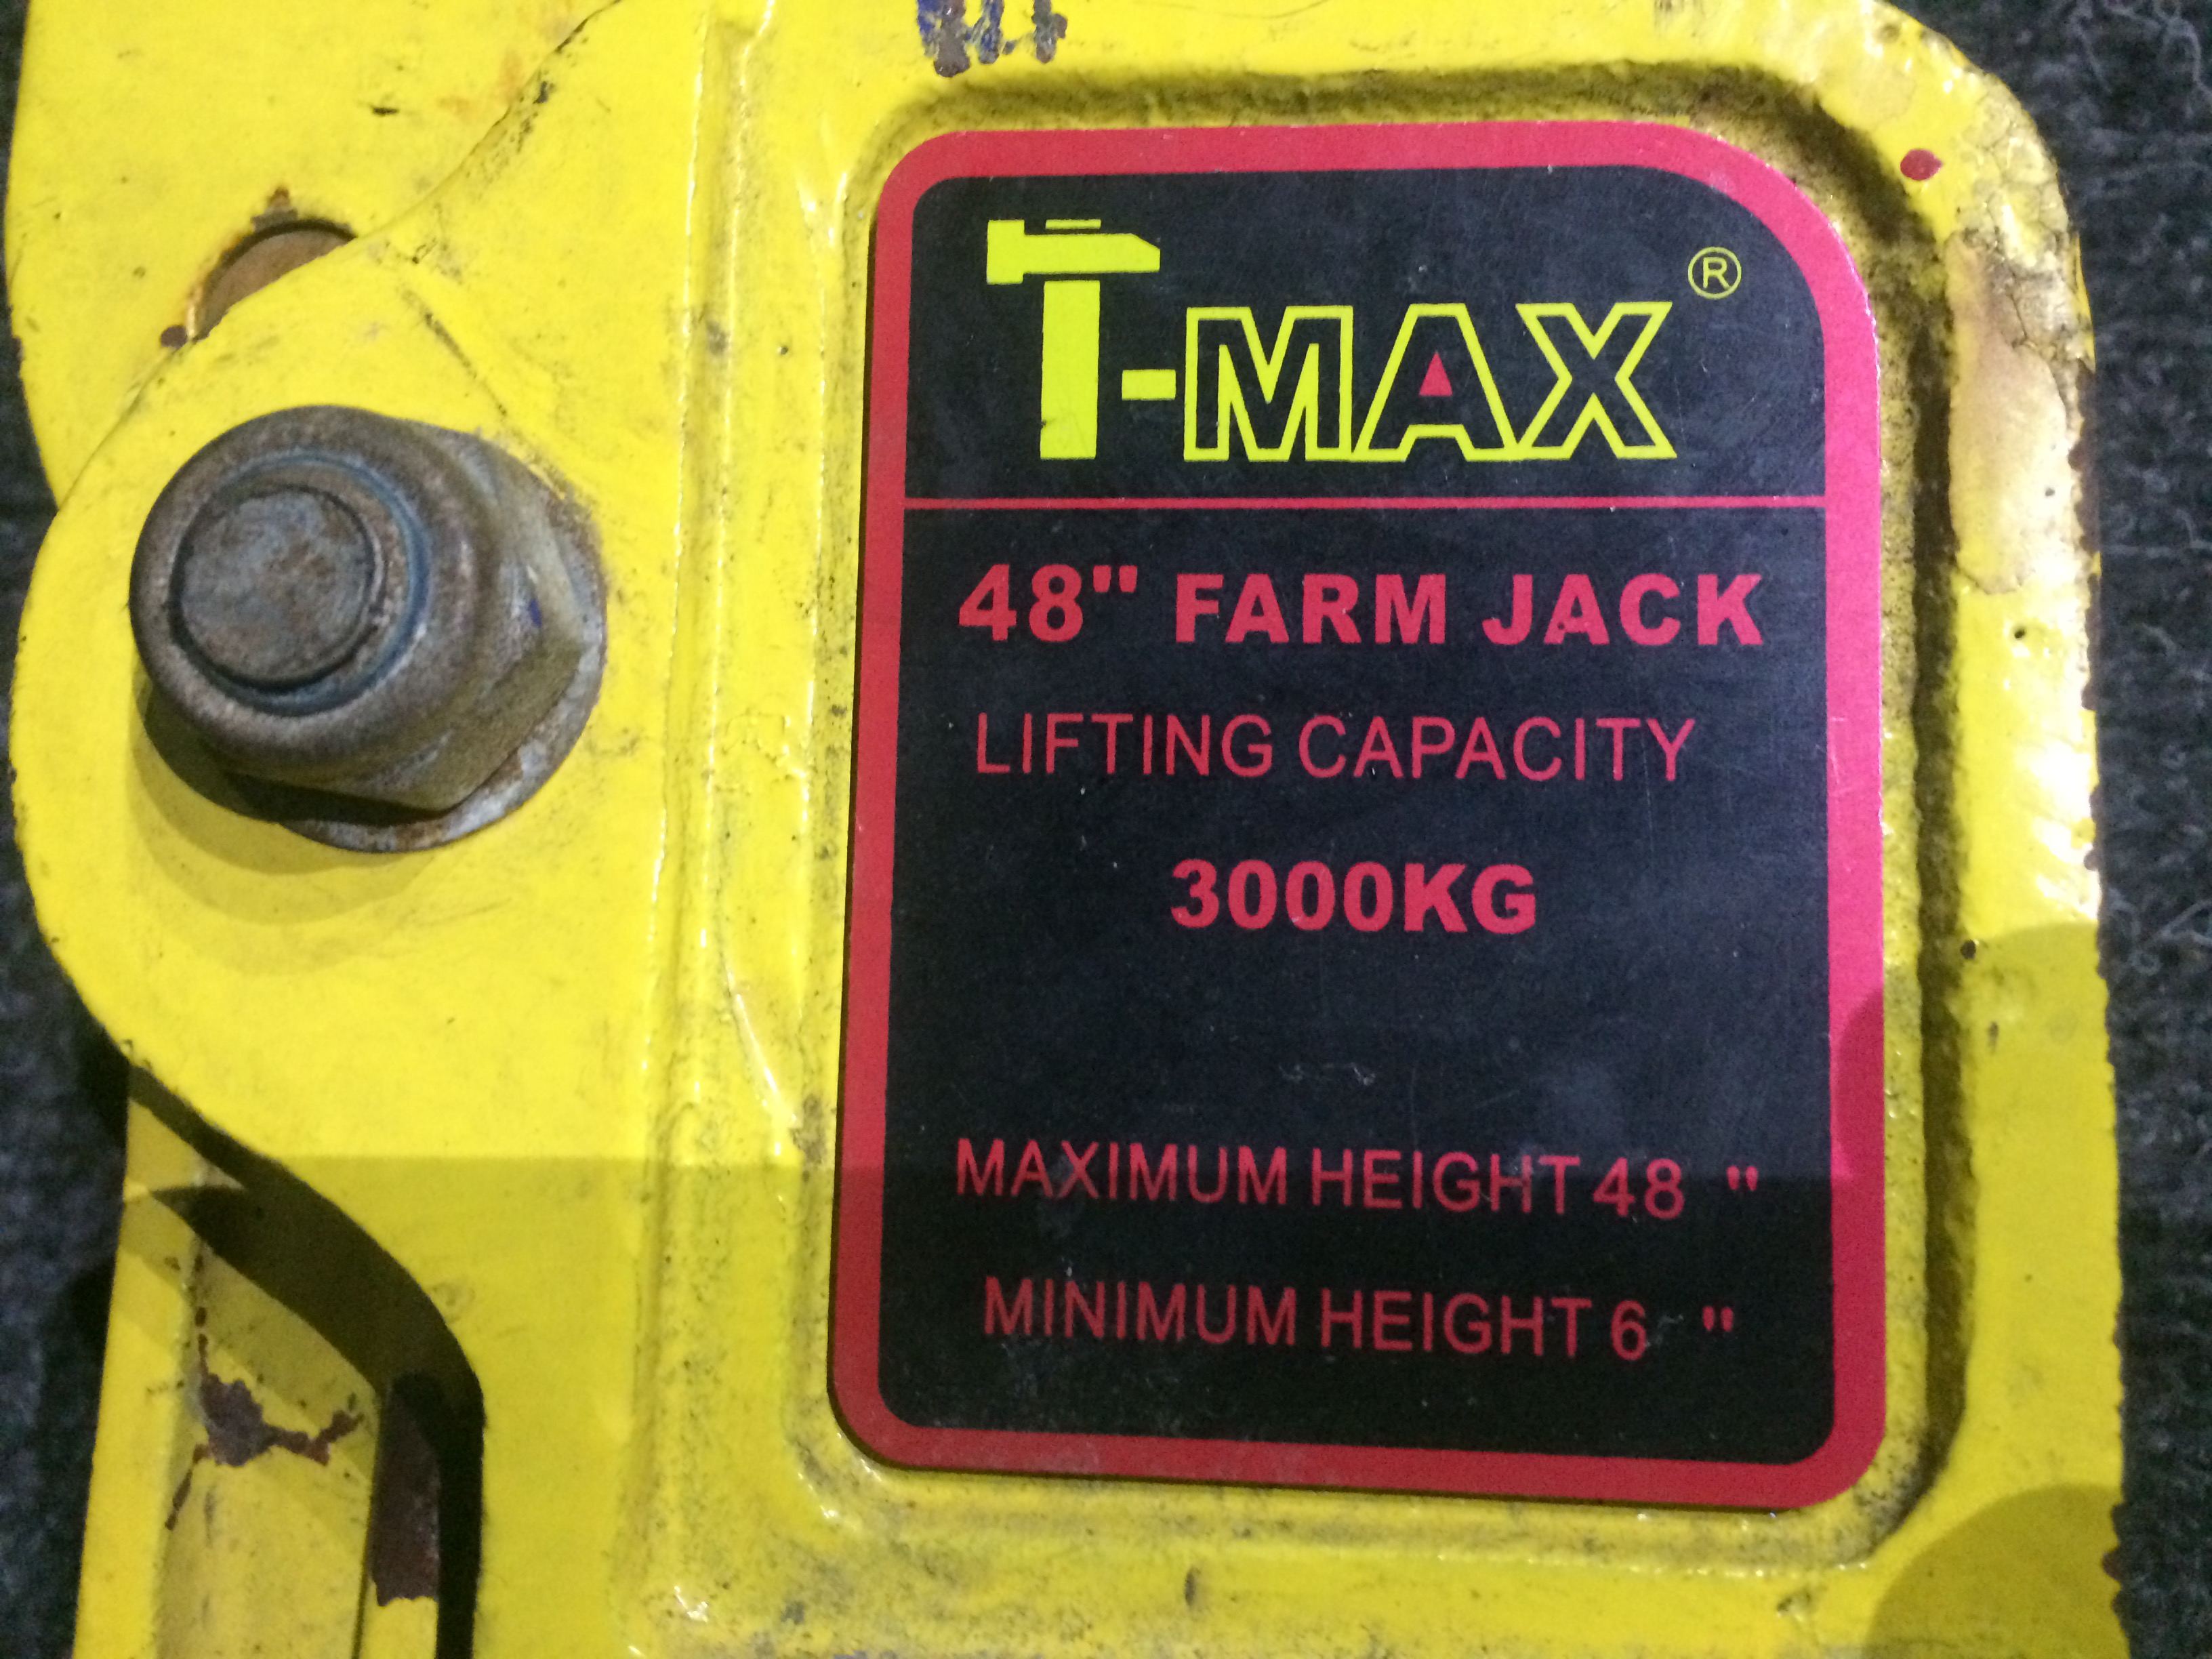 T-MAX ®
48" FARM JACK
LIFTING CAPACITY
3000KG
MAXIMUM HEIGHT 48 "
MINIMUM HEIGHT 6 "